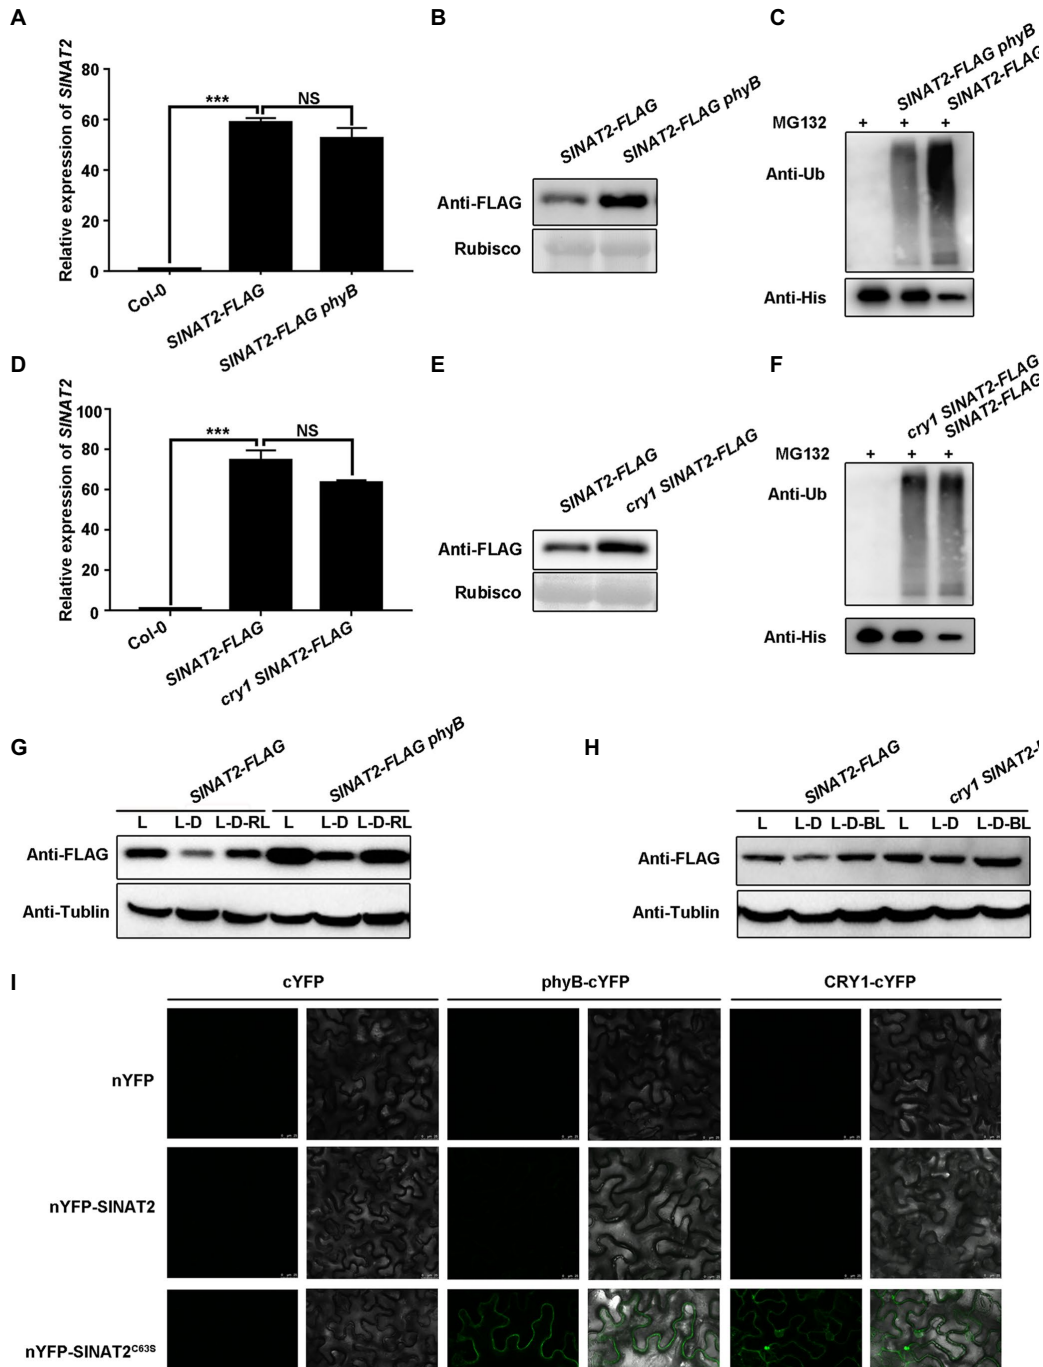 A
Relative expression of SINAT2
80
60
40
20
0
***
NS
Col-0
SINAT2-FLAG
SINAT2-FLAG phyB
B
SINAT2-FLAG
SINAT2-FLAG phyB
Anti-FLAG
Rubisco
C
SINAT2-FLAG phyB
SINAT2-FLAG
MG132 + + +
Anti-Ub
Anti-His
D
Relative expression of SINAT2
100
80
60
40
20
0
***
NS
Col-0
SINAT2-FLAG
cry1 SINAT2-FLAG
E
SINAT2-FLAG
cry1 SINAT2-FLAG
Anti-FLAG
Rubisco
F
cry1 SINAT2-FLAG
SINAT2-FLAG
MG132 + + +
Anti-Ub
Anti-His
G
SINAT2-FLAG
SINAT2-FLAG phyB
L L-D L-D-RL L L-D L-D-RL
Anti-FLAG
Anti-Tublin
H
SINAT2-FLAG
cry1 SINAT2-
L L-D L-D-BL L L-D L-D-BL
Anti-FLAG
Anti-Tublin
I
cYFP phyB-cYFP CRY1-cYFP
nYFP
nYFP-SINAT2
nYFP-SINAT2C63S